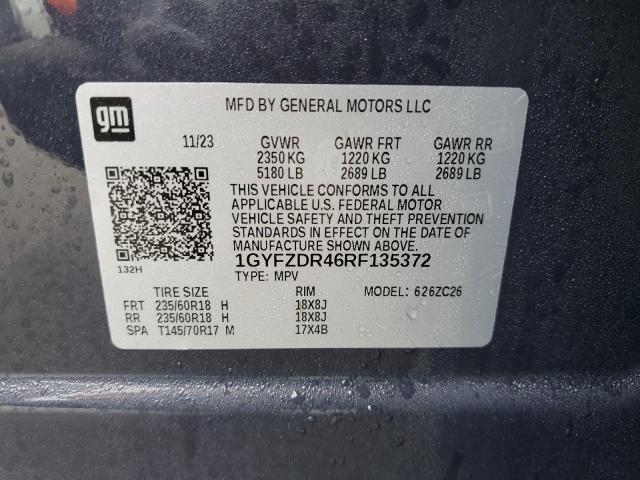 gm
MFD BY GENERAL MOTORS LLC
11/23 GVWR GAWR FRT GAWR RR
2350 KG 1220 KG 1220 KG
5180 LB 2689 LB 2689 LB
THIS VEHICLE CONFORMS TO ALL
APPLICABLE U.S. FEDERAL MOTOR
VEHICLE SAFETY AND THEFT PREVENTION
STANDARDS IN EFFECT ON THE DATE OF
MANUFACTURE SHOWN ABOVE.
132H
1GYFZDR46RF135372
TYPE: MPV
TIRE SIZE RIM MODEL: 626ZC26
FRT 235/60R18 H 18X8J
RR 235/60R18 H 18X8J
SPA T145/70R17 M 17X4B